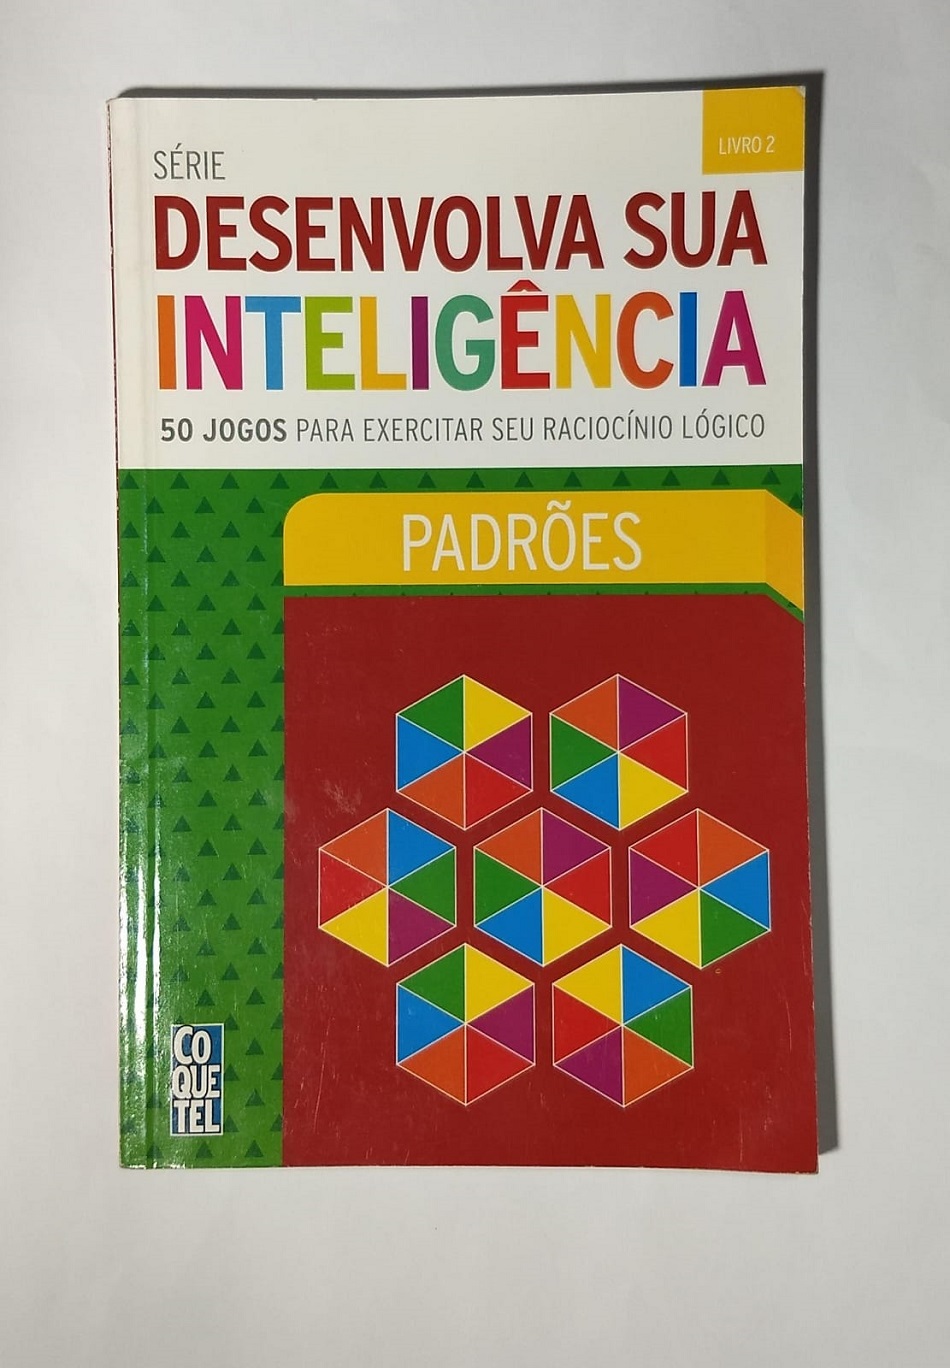 LIVRO 2
SÉRIE
DESENVOLVA SUA
INTELIGÊNCIA
50 JOGOS PARA EXERCITAR SEU RACIOCÍNIO LÓGICO
PADRÕES
CO
QUE
TEL